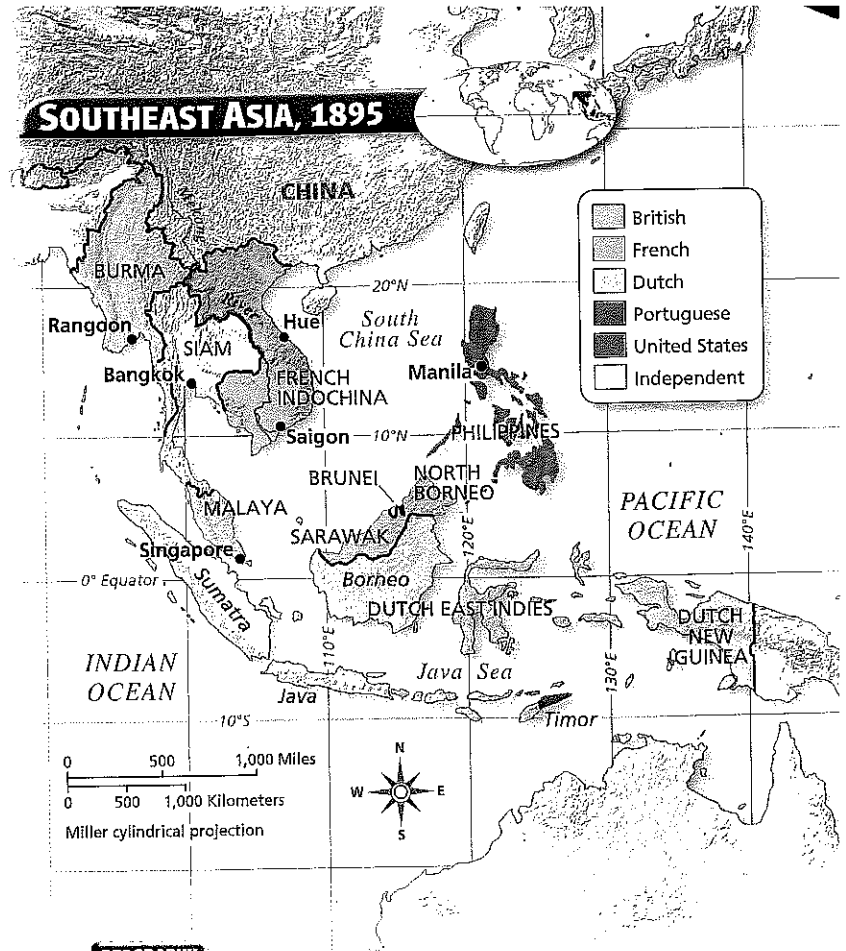 SOUTHEAST ASIA, 1895
CHINA
Mekong
River
BURMA
Rangoon
SIAM
Bangkok
Hue
FRENCH
INDOCHINA
Saigon
20°N
South
China Sea
Manila
10°N
PHILIPPINES
British
French
Dutch
Portuguese
United States
Independent
BRUNEI
NORTH
BORNEO
MALAYA
SARAWAK
Singapore
120°E
PACIFIC
OCEAN
140°E
0° Equator
Sumatra
Borneo
DUTCH EAST INDIES
DUTCH
NEW
GUINEA
110°E
130°E
INDIAN
OCEAN
Java Sea
Java
Timor
10°S
0 500 1,000 Miles
0 500 1,000 Kilometers
Miller cylindrical projection
N
W E
S